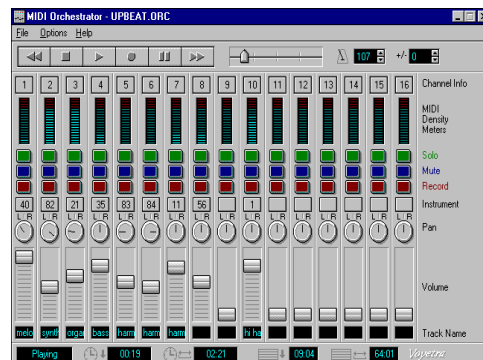 MIDI Orchestrator - UPBEAT.ORC
File Options Help
107 +/- 0
1 2 3 4 5 6 7 8 9 10 11 12 13 14 15 16 Channel Info
MIDI
Density
Meters
Solo
Mute
Record
40 82 21 35 83 84 11 56 1 Instrument
L R L R L R L R L R L R L R L R L R L R L R L R L R L R L R L R
Pan
Volume
melo synth orga bass harm harm harm hi ha Track Name
Playing 00:19 02:21 09:04 64:01 Voyetra